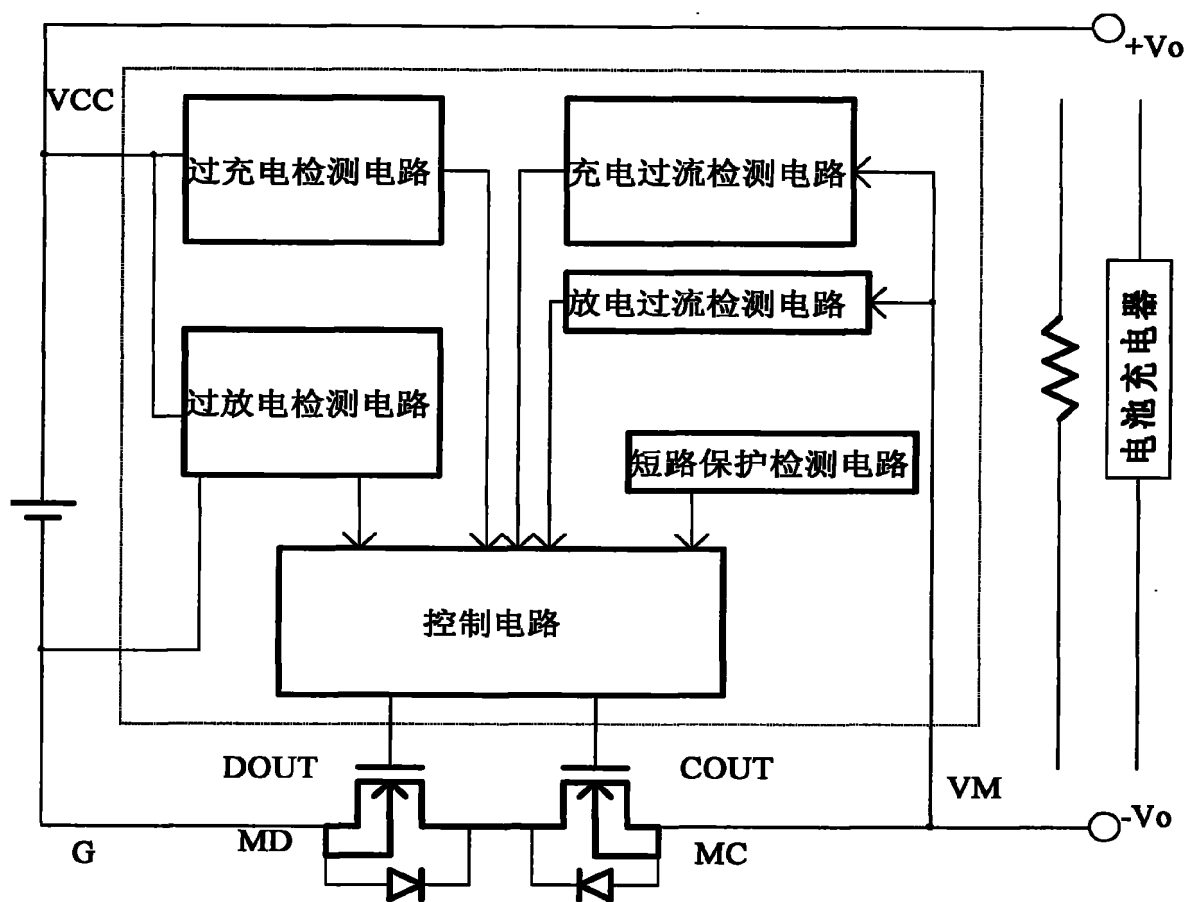 +Vo
VCC
过充电检测电路
充电过流检测电路
放电过流检测电路
过放电检测电路
电池充电器
短路保护检测电路
控制电路
DOUT
COUT
VM
-Vo
G
MD
MC